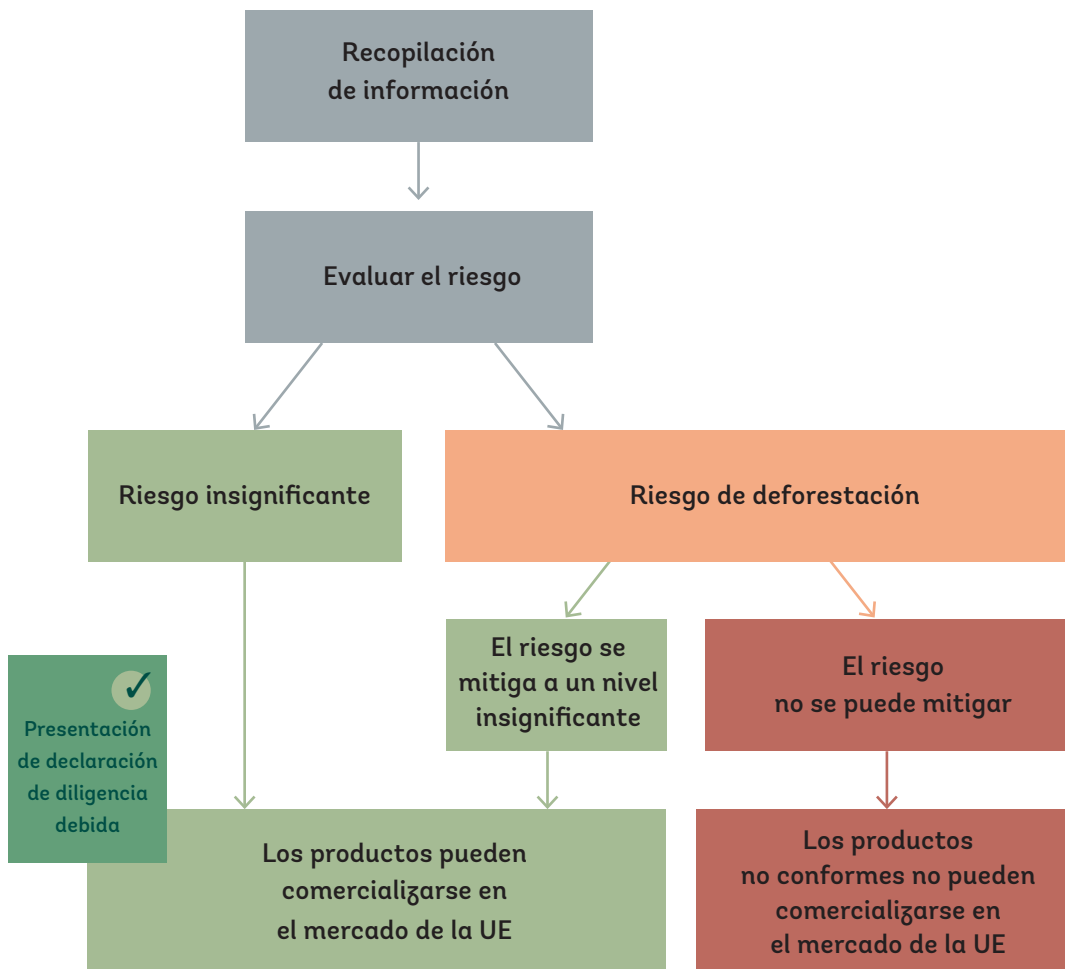 Recopilación
de información
Evaluar el riesgo
Riesgo insignificante
Riesgo de deforestación
El riesgo se
mitiga a un nivel
insignificante
El riesgo
no se puede mitigar
Presentación
de declaración
de diligencia
debida
Los productos pueden
comercializarse en
el mercado de la UE
Los productos
no conformes no pueden
comercializarse en
el mercado de la UE